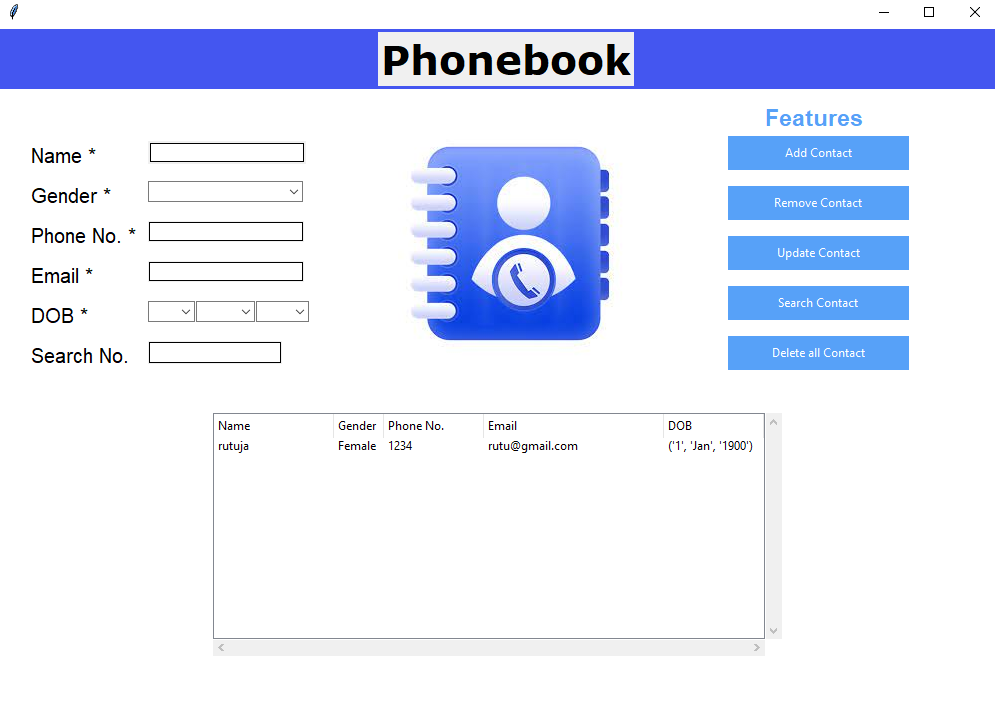 Phonebook
Name *
Gender *
Phone No. *
Email *
DOB *
Search No.
Features
Add Contact
Remove Contact
Update Contact
Search Contact
Delete all Contact
Name Gender Phone No. Email DOB
rutuja Female 1234 rutu@gmail.com ('1', 'Jan', '1900')